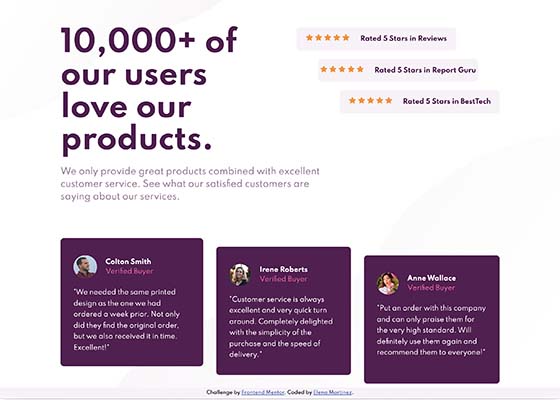 10,000+ of
our users
love our
products.
We only provide great products combined with excellent
customer service. See what our satisfied customers are
saying about our services.
Rated 5 Stars in Reviews
Rated 5 Stars in Report Guru
Rated 5 Stars in BestTech
Colton Smith
Verified Buyer
"We needed the same printed
design as the one we had
ordered a week prior. Not only
did they find the original order,
but we also received it in time.
Excellent!"
Irene Roberts
Verified Buyer
"Customer service is always
excellent and very quick turn
around. Completely delighted
with the simplicity of the
purchase and the speed of
delivery."
Anne Wallace
Verified Buyer
"Put an order with this company
and can only praise them for
the very high standard. Will
definitely use them again and
recommend them to everyone!"
Challenge by Frontend Mentor. Coded by Elena Martinez.